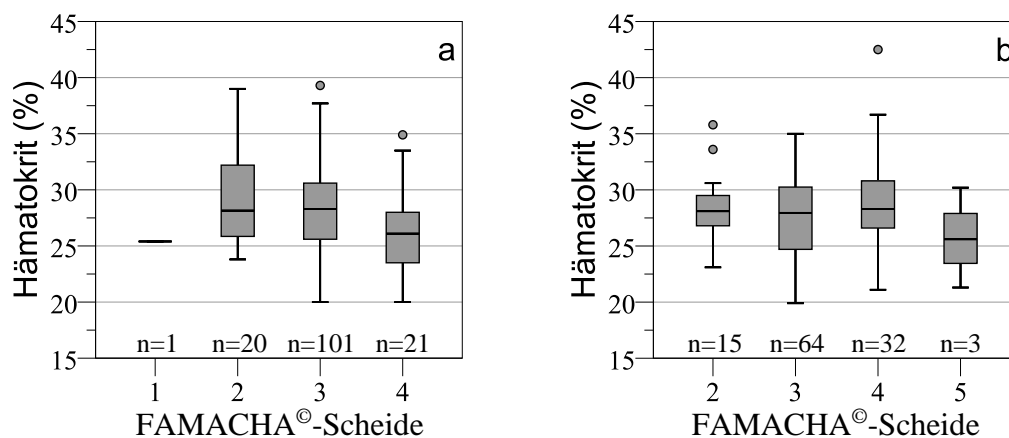 a
Hämatokrit (%)
45
40
35
30
25
20
15
n=1 n=20 n=101 n=21
1 2 3 4
FAMACHA©-Scheide
b
Hämatokrit (%)
45
40
35
30
25
20
15
n=15 n=64 n=32 n=3
2 3 4 5
FAMACHA©-Scheide